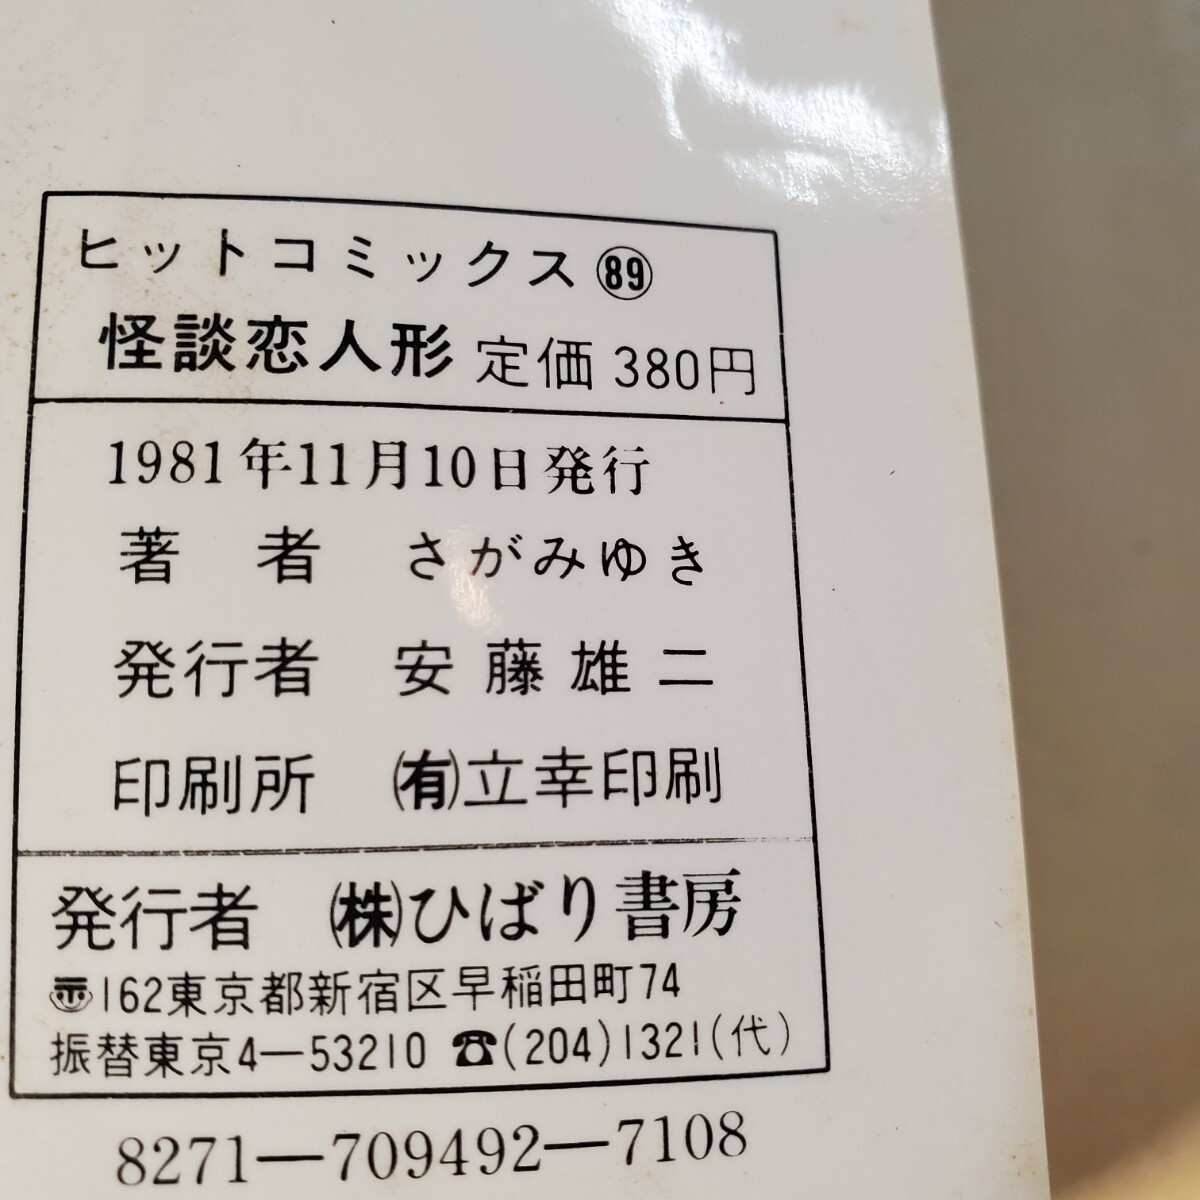 ヒットコミックス ㊇89
怪談恋人形 定価 380円
1981年11月10日発行
著 者 さがみゆき
発行者 安藤雄二
印刷所 ㈲立幸印刷
発行者 ㈱ひばり書房
〠162東京都新宿区早稲田町74
振替東京4―53210 ☎(204)1321(代)
8271―709492―7108